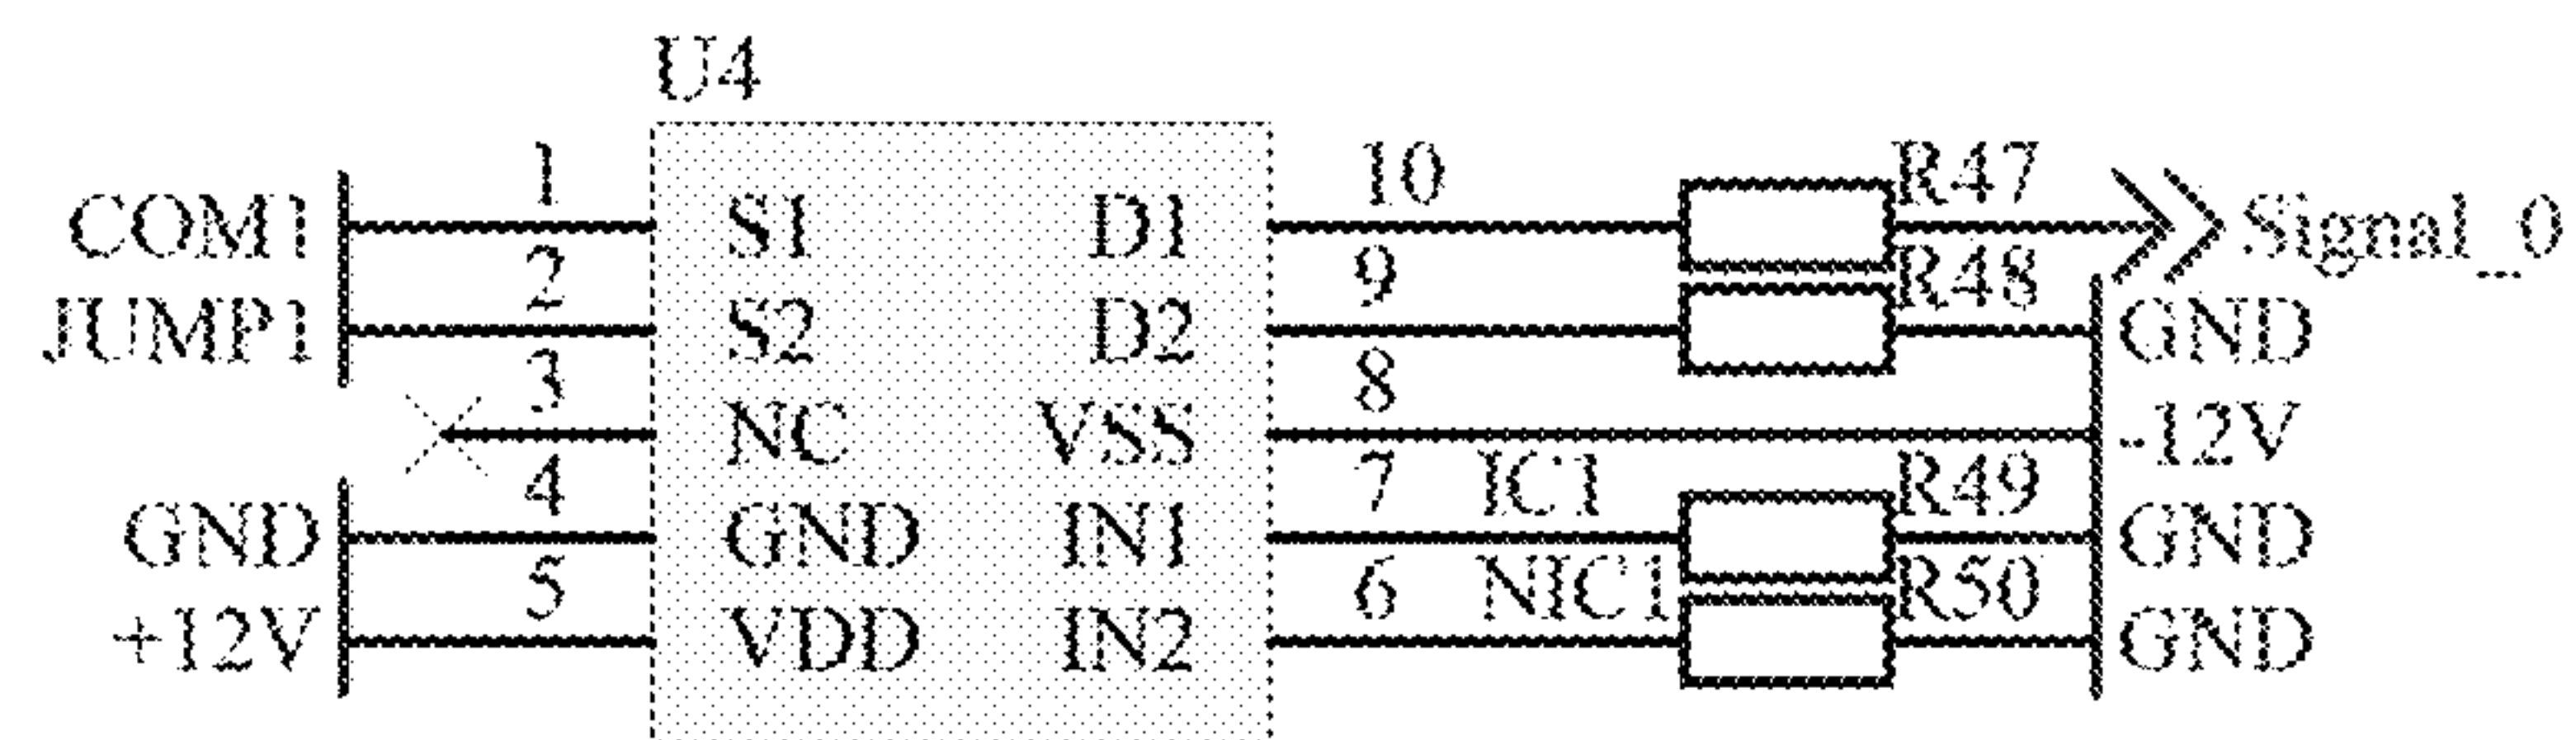 U4
1 10 R47
COM1 S1 D1 Signal_0
2 9 R48
JUMP1 S2 D2 GND
3 8
NC VSS -12V
4 7 IC1 R49
GND GND IN1 GND
5 6 NIC1 R50
+12V VDD IN2 GND